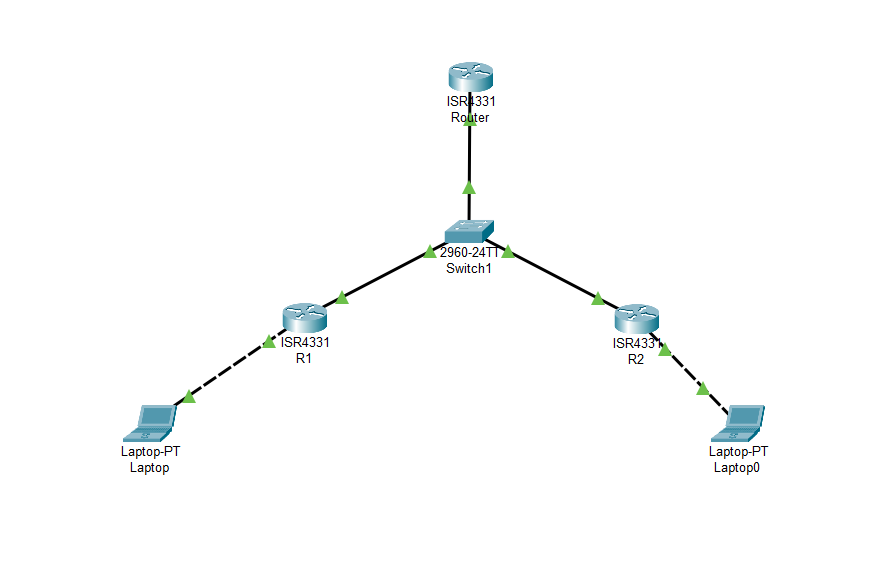 ISR4331
Router
2960-24TT
Switch1
ISR4331
R1
ISR4331
R2
Laptop-PT
Laptop
Laptop-PT
Laptop0